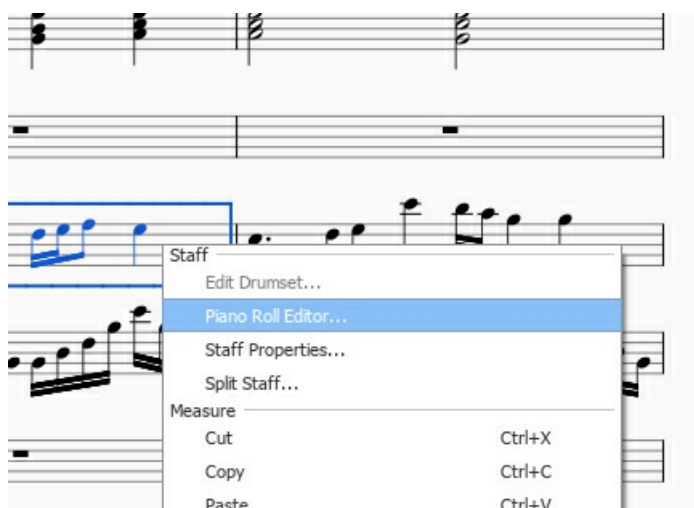 Staff
Edit Drumset...
Piano Roll Editor...
Staff Properties...
Split Staff...
Measure
Cut Ctrl+X
Copy Ctrl+C
Paste Ctrl+V